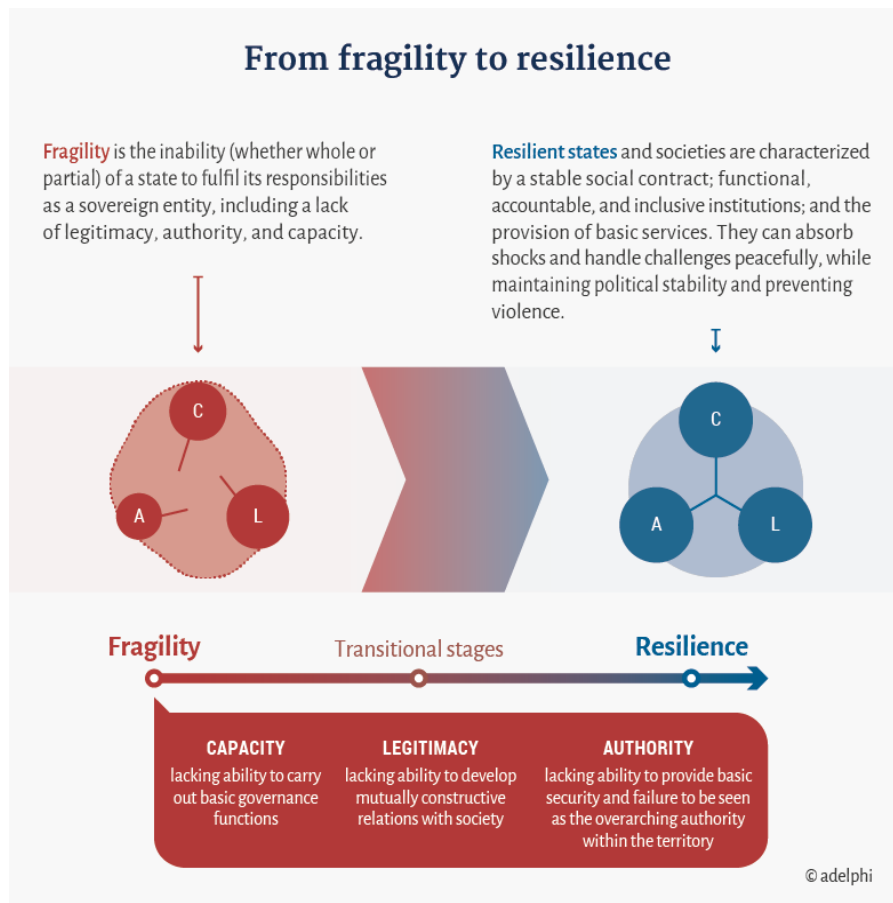 From fragility to resilience
Fragility is the inability (whether whole or
partial) of a state to fulfil its responsibilities
as a sovereign entity, including a lack
of legitimacy, authority, and capacity.
Resilient states and societies are characterized
by a stable social contract; functional,
accountable, and inclusive institutions; and the
provision of basic services. They can absorb
shocks and handle challenges peacefully, while
maintaining political stability and preventing
violence.
C
A
L
C
A
L
Fragility
Transitional stages
Resilience
CAPACITY
lacking ability to carry
out basic governance
functions
LEGITIMACY
lacking ability to develop
mutually constructive
relations with society
AUTHORITY
lacking ability to provide basic
security and failure to be seen
as the overarching authority
within the territory
© adelphi